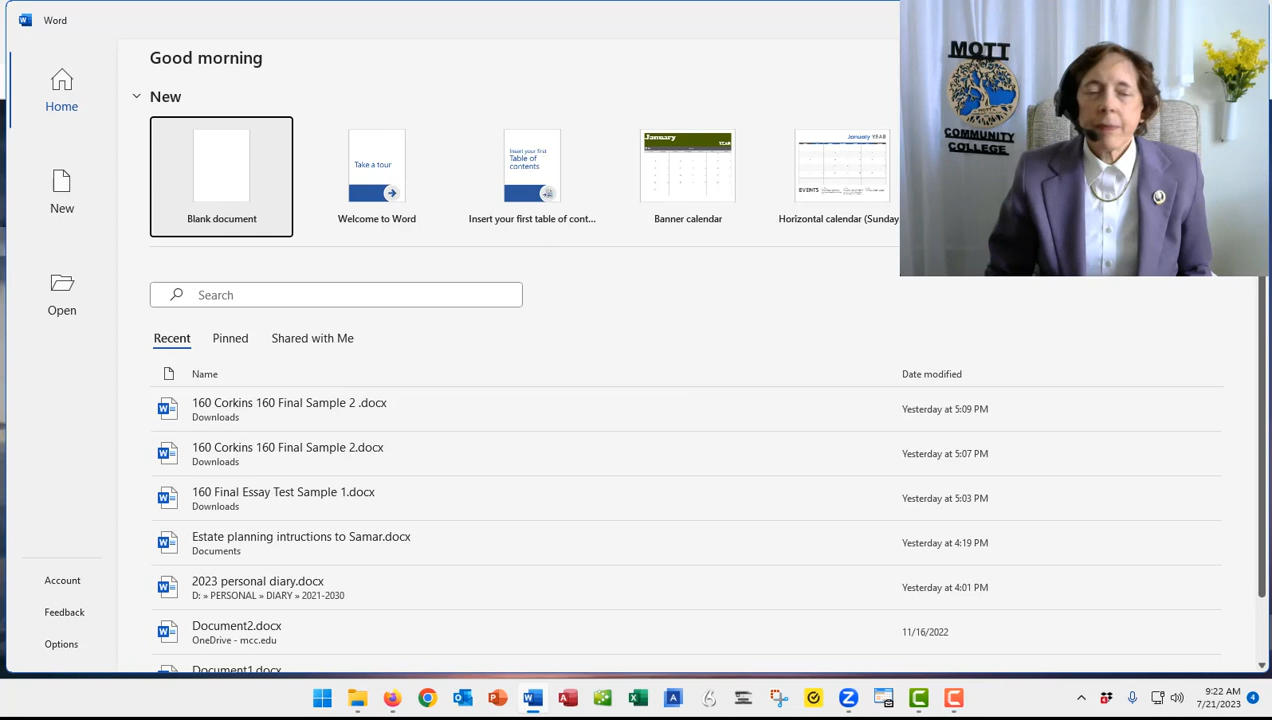 Word
Good morning
Home
New
New
Blank document
Welcome to Word
Take a tour
Insert your first table of cont...
Insert your first
Table of
contents
Banner calendar
January
YEAR
Horizontal calendar (Sunday
January YEAR
EVENTS
MOTT
COMMUNITY
COLLEGE
Open
Search
Recent Pinned Shared with Me
Name Date modified
160 Corkins 160 Final Sample 2 .docx
Downloads
Yesterday at 5:09 PM
160 Corkins 160 Final Sample 2.docx
Downloads
Yesterday at 5:07 PM
160 Final Essay Test Sample 1.docx
Downloads
Yesterday at 5:03 PM
Estate planning intructions to Samar.docx
Documents
Yesterday at 4:19 PM
2023 personal diary.docx
D: » PERSONAL » DIARY » 2021-2030
Yesterday at 4:01 PM
Document2.docx
OneDrive - mcc.edu
11/16/2022
Document1.docx
Account
Feedback
Options
9:22 AM
7/21/2023
4